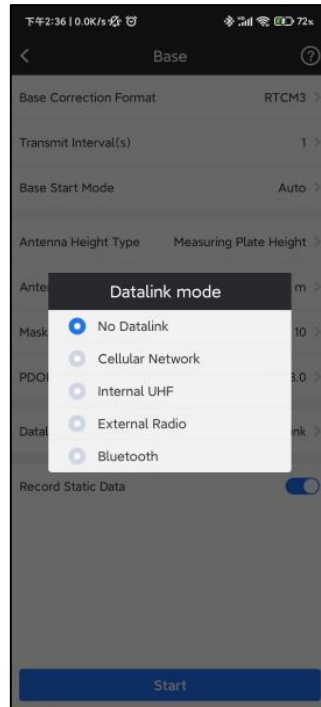 下午2:36 | 0.0K/s
72%
Base
Base Correction Format RTCM3
Transmit Interval(s) 1
Base Start Mode Auto
Antenna Height Type Measuring Plate Height
Ante m
Datalink mode
Mask 10
No Datalink
Cellular Network
PDO 3.0
Internal UHF
External Radio
Datal ink
Bluetooth
Record Static Data
Start